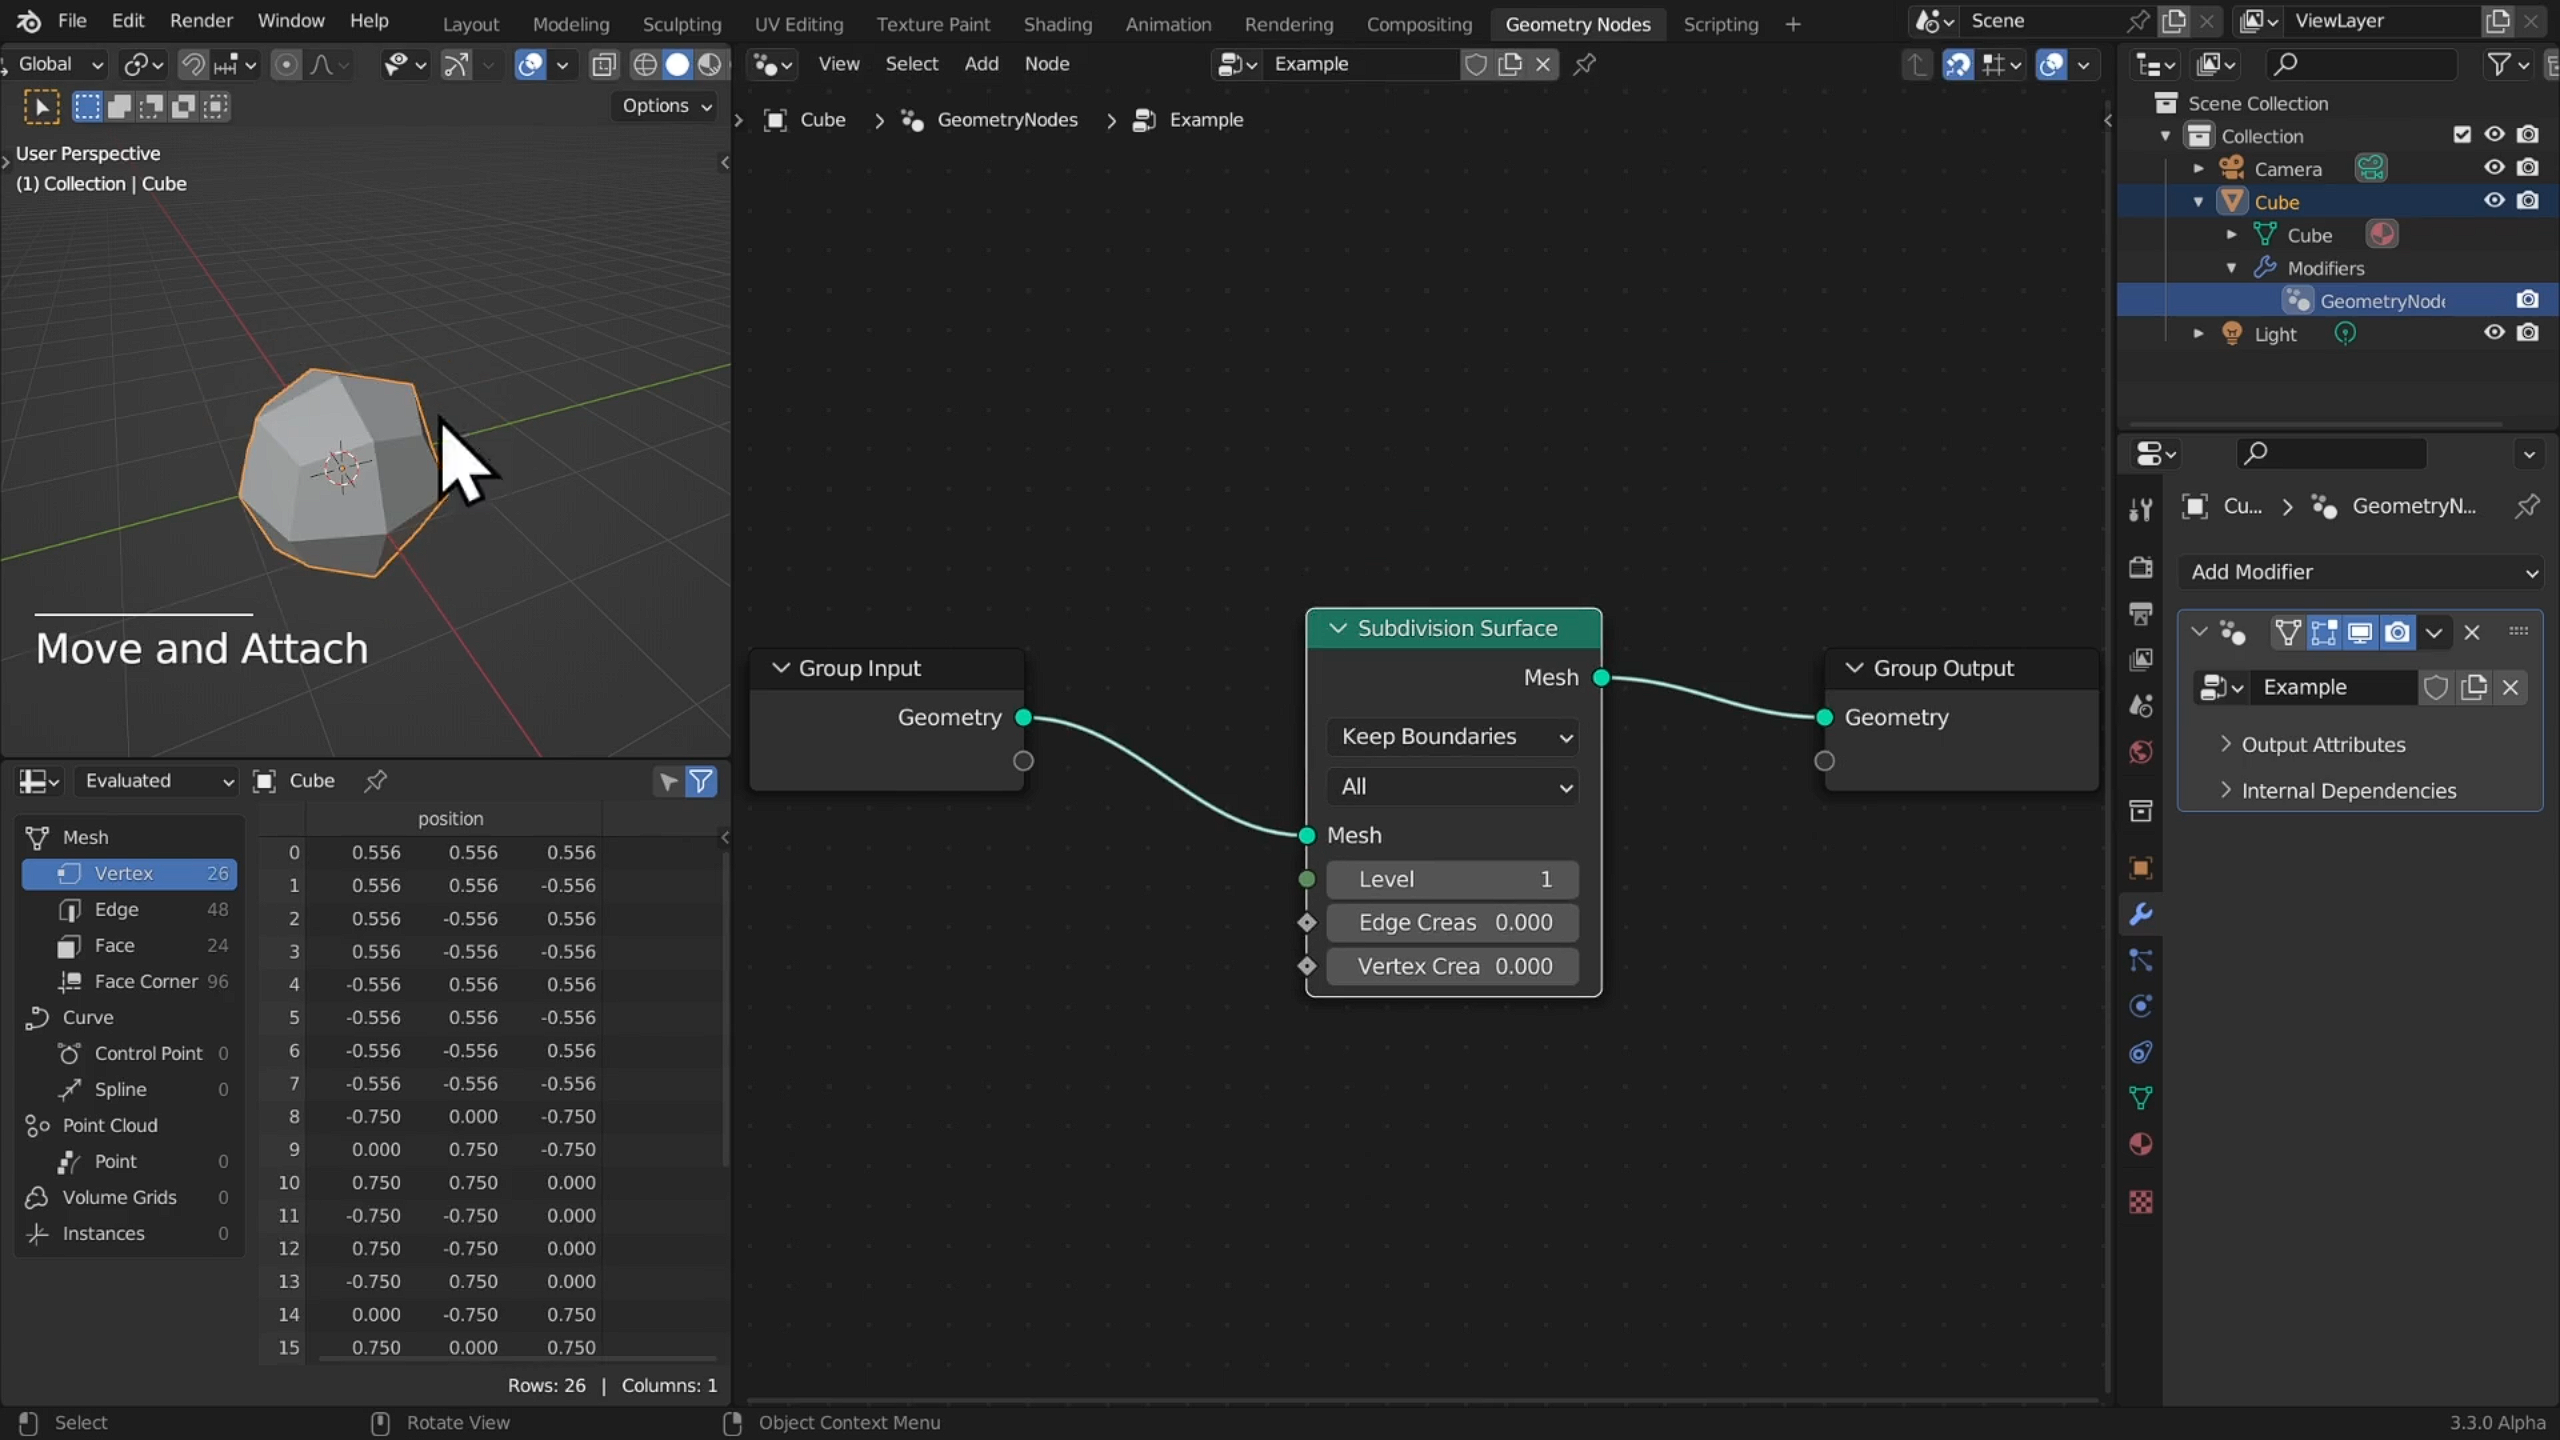 File Edit Render Window Help Layout Modeling Sculpting UV Editing Texture Paint Shading Animation Rendering Compositing Geometry Nodes Scripting + Scene ViewLayer
Global View Select Add Node Example
Options
Cube > GeometryNodes > Example
User Perspective
(1) Collection | Cube
Move and Attach
Group Input
Geometry
Subdivision Surface
Mesh
Keep Boundaries
All
Mesh
Level 1
Edge Creas 0.000
Vertex Crea 0.000
Group Output
Geometry
Scene Collection
Collection
Camera
Cube
Cube
Modifiers
GeometryNode
Light
Cu... > GeometryN...
Add Modifier
Example
Output Attributes
Internal Dependencies
Evaluated Cube
Mesh
Vertex 26
Edge 48
Face 24
Face Corner 96
Curve
Control Point 0
Spline 0
Point Cloud
Point 0
Volume Grids 0
Instances 0
position
0 0.556 0.556 0.556
1 0.556 0.556 -0.556
2 0.556 -0.556 0.556
3 0.556 -0.556 -0.556
4 -0.556 0.556 0.556
5 -0.556 0.556 -0.556
6 -0.556 -0.556 0.556
7 -0.556 -0.556 -0.556
8 -0.750 0.000 -0.750
9 0.000 0.750 -0.750
10 0.750 0.750 0.000
11 -0.750 -0.750 0.000
12 0.750 -0.750 0.000
13 -0.750 0.750 0.000
14 0.000 -0.750 0.750
15 0.750 0.000 0.750
Rows: 26 | Columns: 1
Select Rotate View Object Context Menu 3.3.0 Alpha